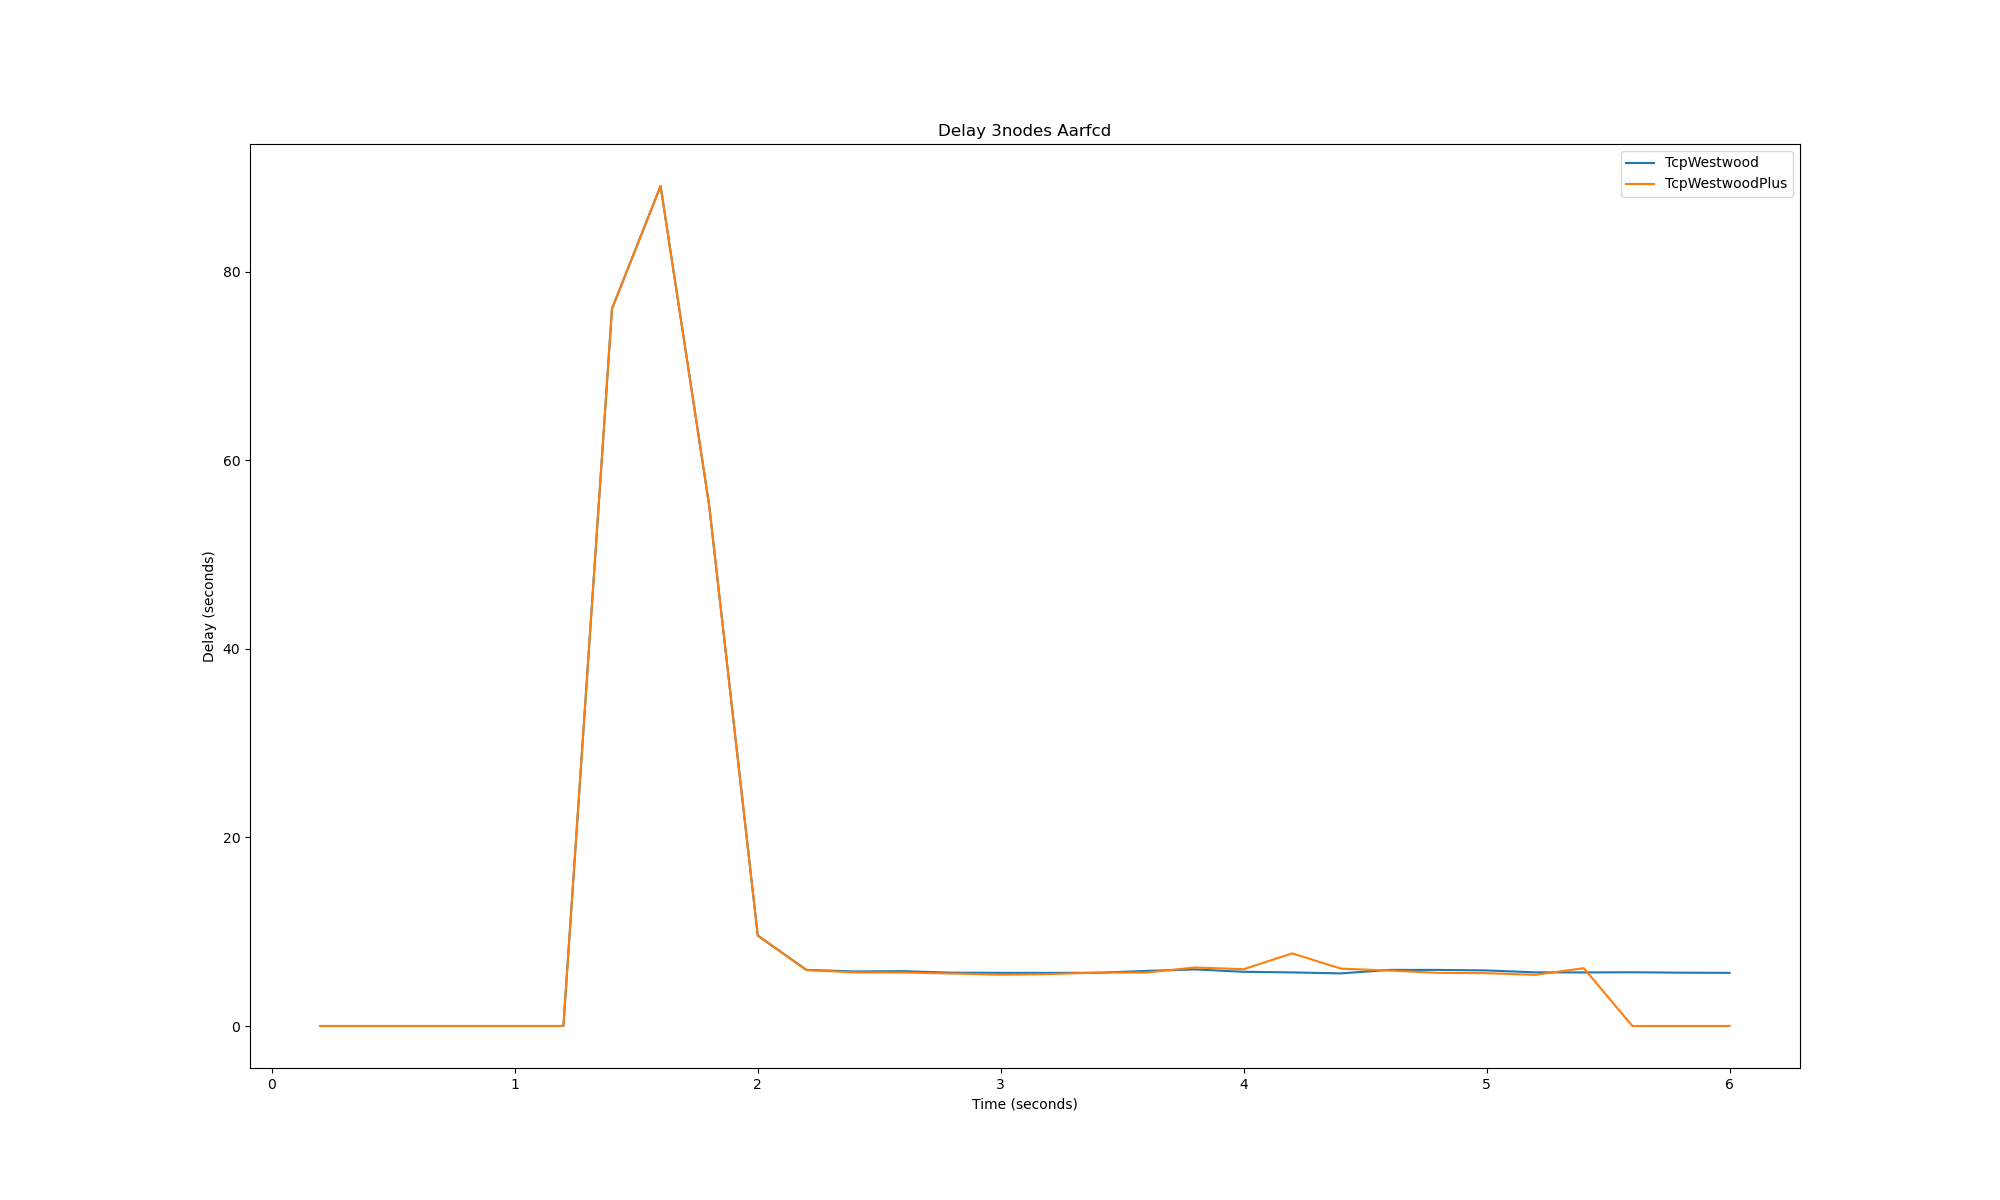 Delay 3nodes Aarfcd
TcpWestwood
TcpWestwoodPlus
80
60
40
20
0
Delay (seconds)
0 1 2 3 4 5 6
Time (seconds)